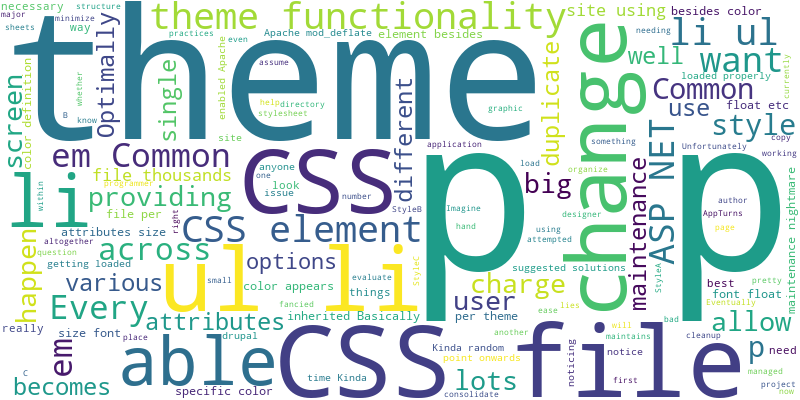 necessary
structure
major
minimize
sheets
way
B
know
theme functionality
Apache mod_deflate
element besides
practices
even
enabled Apache
assume
theme
Optimally
single
screen
color definition
whether
Common
site using
besides color
needing
li ul
well
want
loaded properly
currently
Common
use
float etc
duplicate
change
style
Unfortunately
copy
working
graphic
help
directory
stylesheet
site
different
application
load
something
organize
em Common
file thousands
CSS
anyone
one
look
issue
number
big
p
p
ASP NET
maintenance
maintenance nightmare
providing
programmer
li
within
file per
attributes size
right
CSS element
StyleB
Imagine
hand
designer
author
AppTurns
page
StyleA
altogether
question
getting loaded
across
options
using
attempted
suggested solutions
best
pretty
happen
various
ul li
small
color appears
evaluate
things
StyleC
charge
ease
lies
will
maintains
font float
Eventually
Every
attributes
inherited Basically
fancied
user
per theme
another
bad
allow
managed
really
size font
place
drupal
time Kinda
Kinda random
point onwards
noticing
notice
cleanup
p
need
em
able
CSS
file
first
project
now
becomes
C
specific color
consolidate
lots